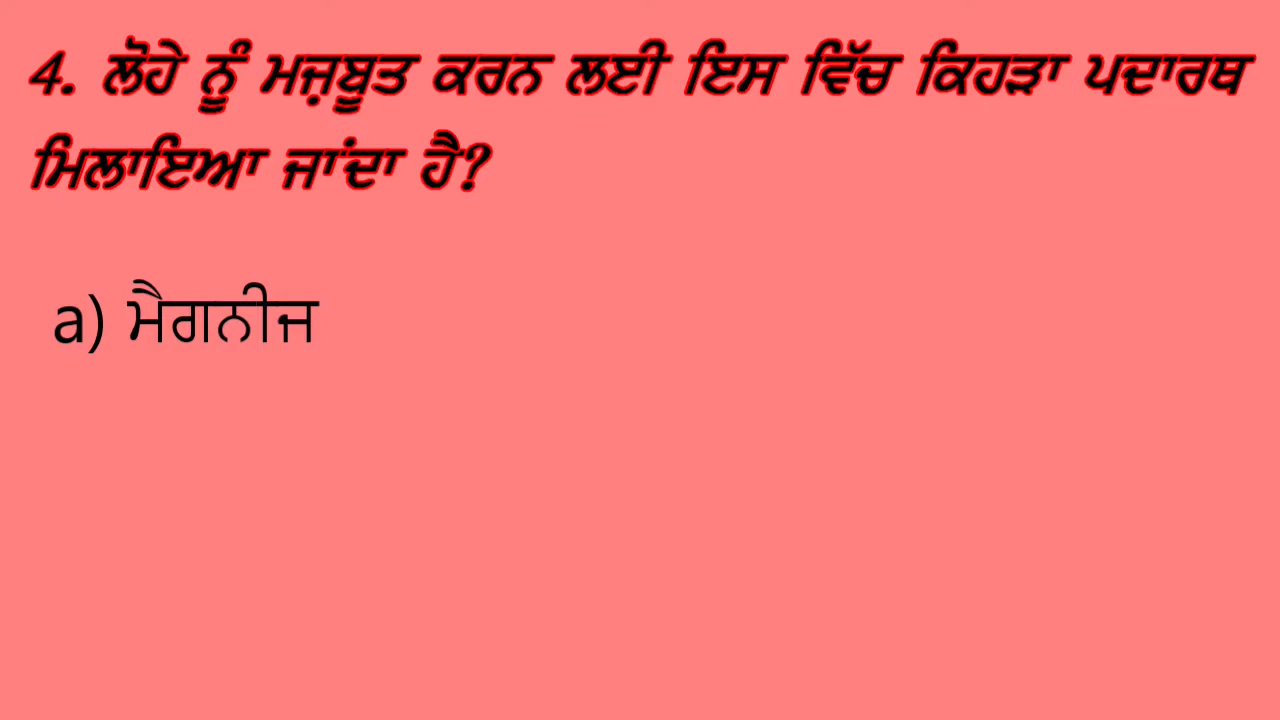 4. ਲੋਹੇ ਨੂੰ ਮਜ਼ਬੂਤ ਕਰਨ ਲਈ ਇਸ ਵਿੱਚ ਕਿਹੜਾ ਪਦਾਰਥ
ਮਿਲਾਇਆ ਜਾਂਦਾ ਹੈ?
a) ਮੈਗਨੀਜ